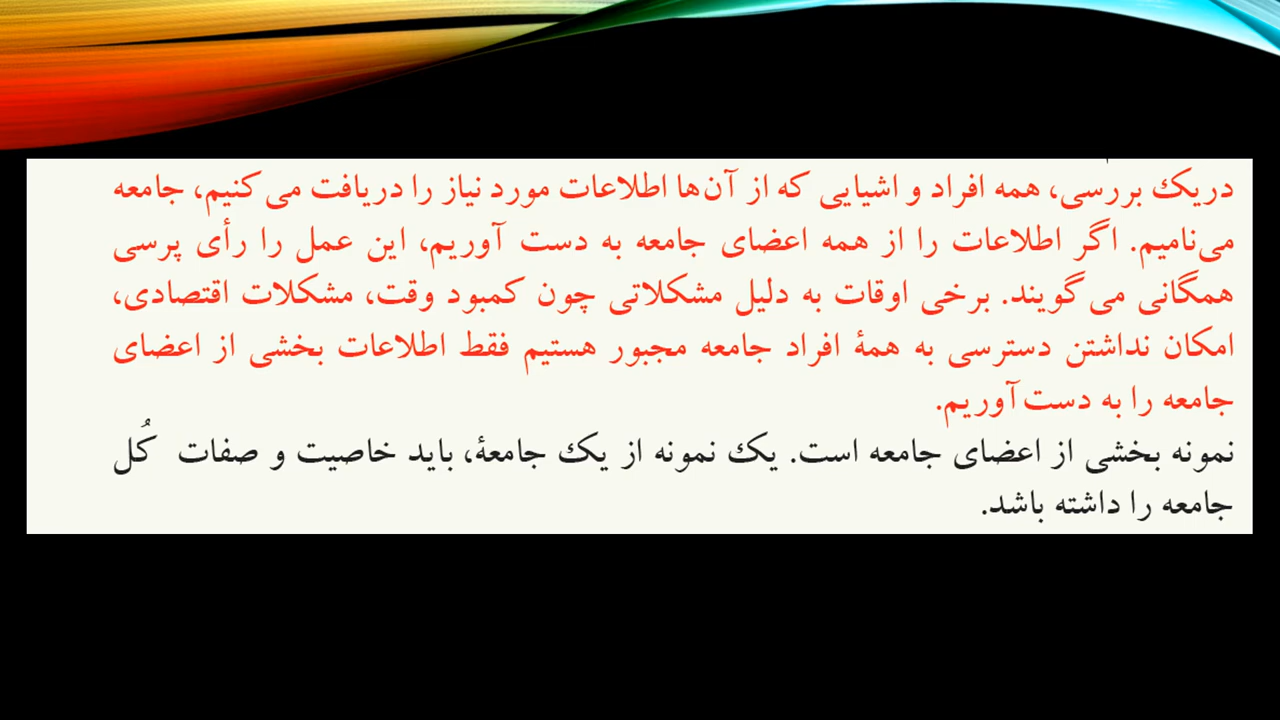 دریک بررسی، همه افراد و اشیایی که از آن‌ها اطلاعات مورد نیاز را دریافت می‌کنیم، جامعه
می‌نامیم. اگر اطلاعات را از همه اعضای جامعه به دست آوریم، این عمل را رأی پرسی
همگانی می‌گویند. برخی اوقات به دلیل مشکلاتی چون کمبود وقت، مشکلات اقتصادی،
امکان نداشتن دسترسی به همهٔ افراد جامعه مجبور هستیم فقط اطلاعات بخشی از اعضای
جامعه را به دست‌آوریم.
نمونه بخشی از اعضای جامعه است. یک نمونه از یک جامعهٔ، باید خاصیت و صفات کُل
جامعه را داشته باشد.